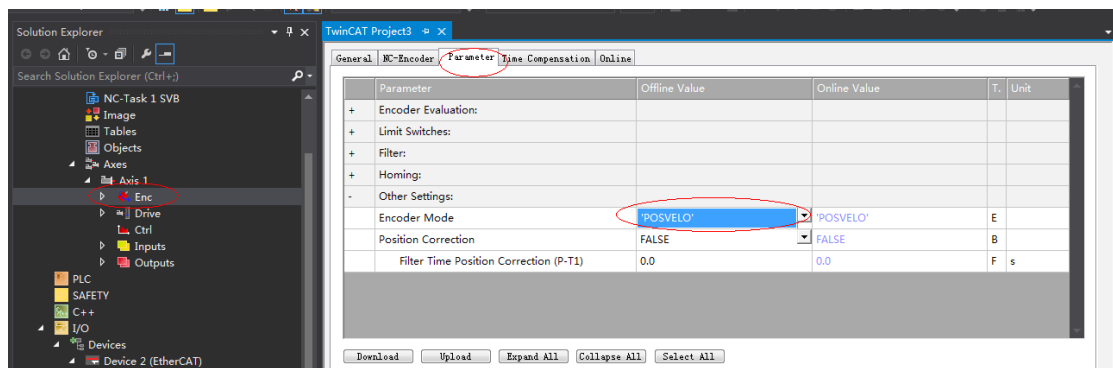 Solution Explorer
TwinCAT Project3
Search Solution Explorer (Ctrl+;)
NC-Task 1 SVB
Image
Tables
Objects
Axes
Axis 1
Enc
Drive
Ctrl
Inputs
Outputs
PLC
SAFETY
C++
I/O
Devices
Device 2 (EtherCAT)
General NC-Encoder Parameter Time Compensation Online
Parameter Offline Value Online Value T. Unit
+ Encoder Evaluation:
+ Limit Switches:
+ Filter:
+ Homing:
- Other Settings:
Encoder Mode 'POSVELO' 'POSVELO' E
Position Correction FALSE FALSE B
Filter Time Position Correction (P-T1) 0.0 0.0 F s
Download Upload Expand All Collapse All Select All